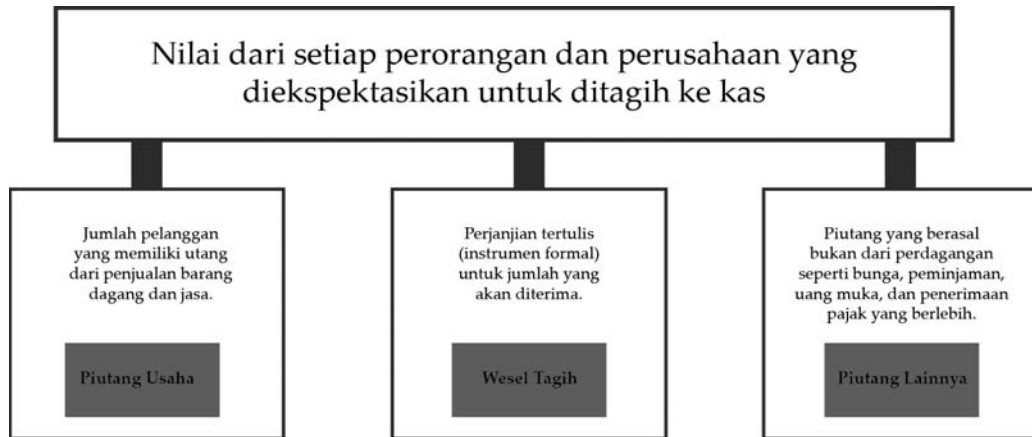 Nilai dari setiap perorangan dan perusahaan yang
diekspektasikan untuk ditagih ke kas
Jumlah pelanggan
yang memiliki utang
dari penjualan barang
dagang dan jasa.
Piutang Usaha
Perjanjian tertulis
(instrumen formal)
untuk jumlah yang
akan diterima.
Wesel Tagih
Piutang yang berasal
bukan dari perdagangan
seperti bunga, peminjaman,
uang muka, dan penerimaan
pajak yang berlebih.
Piutang Lainnya